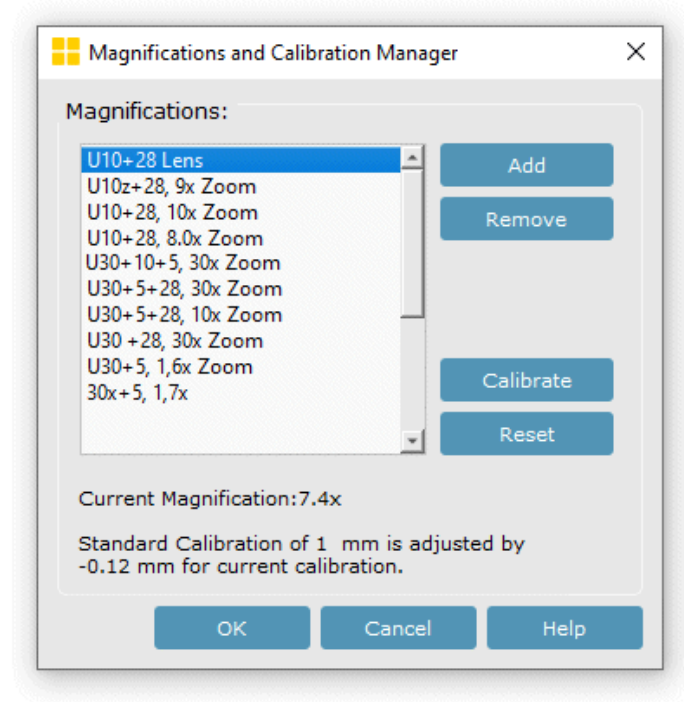 Magnifications and Calibration Manager
Magnifications:
U10+28 Lens
U10z+28, 9x Zoom
U10+28, 10x Zoom
U10+28, 8.0x Zoom
U30+10+5, 30x Zoom
U30+5+28, 30x Zoom
U30+5+28, 10x Zoom
U30 +28, 30x Zoom
U30+5, 1,6x Zoom
30x+5, 1,7x
Add
Remove
Calibrate
Reset
Current Magnification:7.4x
Standard Calibration of 1  mm is adjusted by
-0.12 mm for current calibration.
OK
Cancel
Help